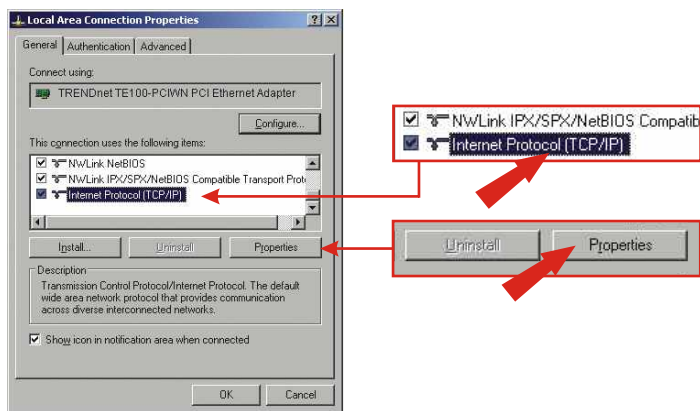 Local Area Connection Properties
General Authentication Advanced
Connect using:
TRENDnet TE100-PCIWN PCI Ethernet Adapter
Configure...
This connection uses the following items:
NWLink NetBIOS
NWLink IPX/SPX/NetBIOS Compatible Transport Prot
Internet Protocol (TCP/IP)
Install... Uninstall Properties
Description
Transmission Control Protocol/Internet Protocol. The default
wide area network protocol that provides communication
across diverse interconnected networks.
Show icon in notification area when connected
OK Cancel
NWLink IPX/SPX/NetBIOS Compatib
Internet Protocol (TCP/IP)
Uninstall Properties